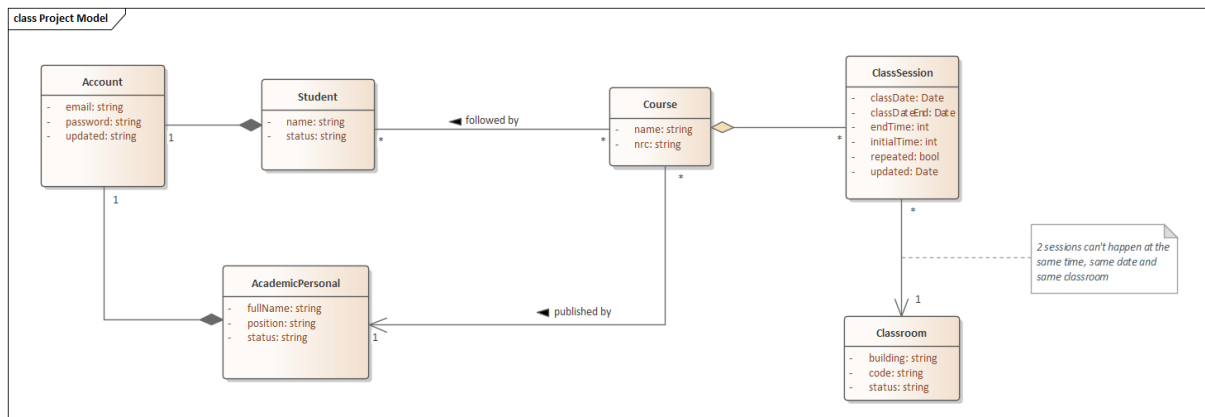 class Project Model
Account
- email: string
- password: string
- updated: string
1
Student
- name: string
- status: string
*
followed by
*
Course
- name: string
- nrc: string
*
ClassSession
- classDate: Date
- classDateEnd: Date
- endTime: int
- initialTime: int
- repeated: bool
- updated: Date
*
*
1
2 sessions can't happen at the
same time, same date and
same classroom
AcademicPersonal
- fullName: string
- position: string
- status: string
1
published by
1
Classroom
- building: string
- code: string
- status: string